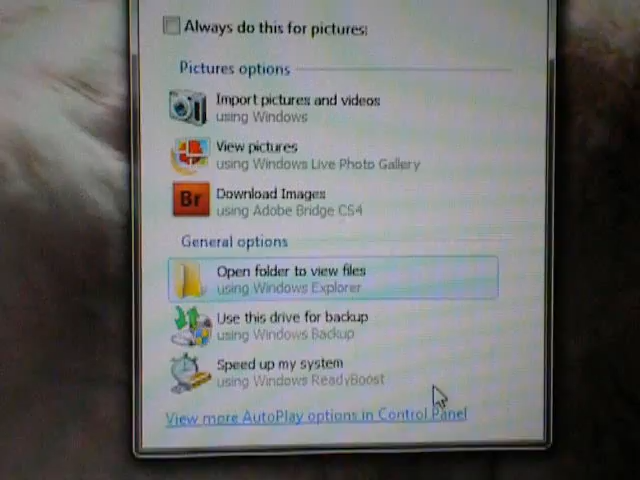 Always do this for pictures:
Pictures options
Import pictures and videos
using Windows
View pictures
using Windows Live Photo Gallery
Br
Download Images
using Adobe Bridge CS4
General options
Open folder to view files
using Windows Explorer
Use this drive for backup
using Windows Backup
Speed up my system
using Windows ReadyBoost
View more AutoPlay options in Control Panel